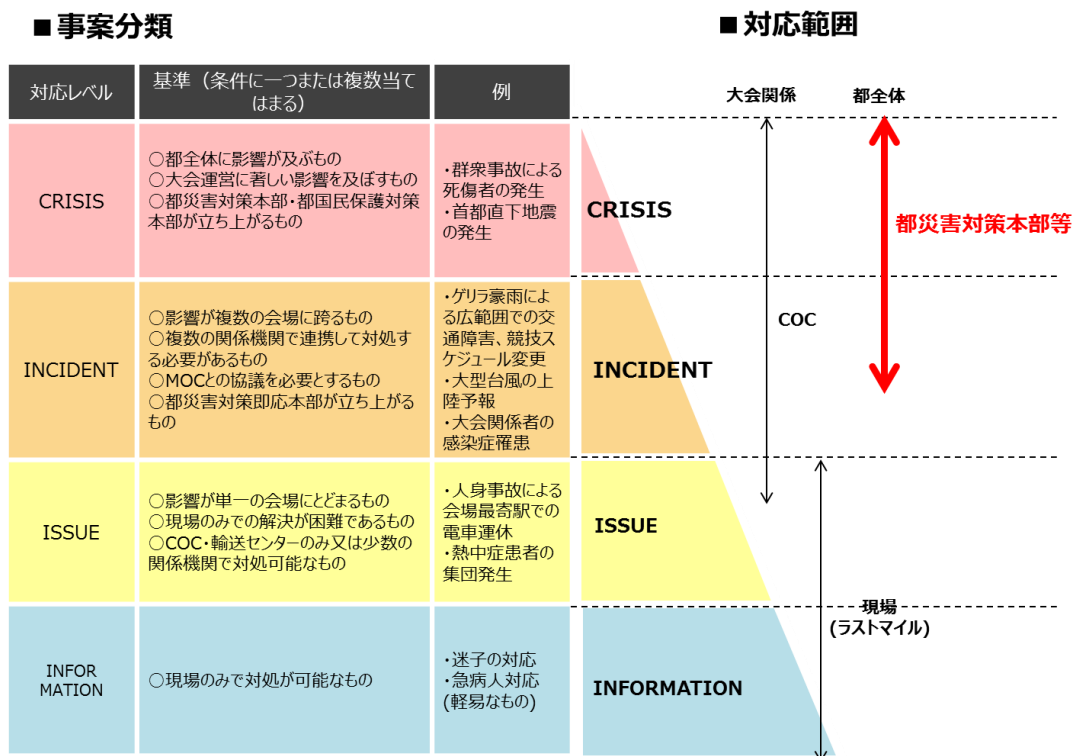 ■事案分類
■対応範囲
対応レベル
基準（条件に一つまたは複数当て
はまる）
例
大会関係
都全体
CRISIS
○都全体に影響が及ぶもの
○大会運営に著しい影響を及ぼすもの
○都災害対策本部・都国民保護対策
本部が立ち上がるもの
・群衆事故による
死傷者の発生
・首都直下地震
の発生
CRISIS
都災害対策本部等
COC
INCIDENT
○影響が複数の会場に跨るもの
○複数の関係機関で連携して対処す
る必要があるもの
○MOCとの協議を必要とするもの
○都災害対策即応本部が立ち上がる
もの
・ゲリラ豪雨によ
る広範囲での交
通障害、競技ス
ケジュール変更
・大型台風の上
陸予報
・大会関係者の
感染症罹患
INCIDENT
ISSUE
○影響が単一の会場にとどまるもの
○現場のみでの解決が困難であるもの
○COC・輸送センターのみ又は少数の
関係機関で対処可能なもの
・人身事故による
会場最寄駅での
電車運休
・熱中症患者の
集団発生
ISSUE
現場
(ラストマイル)
INFOR
MATION
○現場のみで対処が可能なもの
・迷子の対応
・急病人対応
(軽易なもの)
INFORMATION